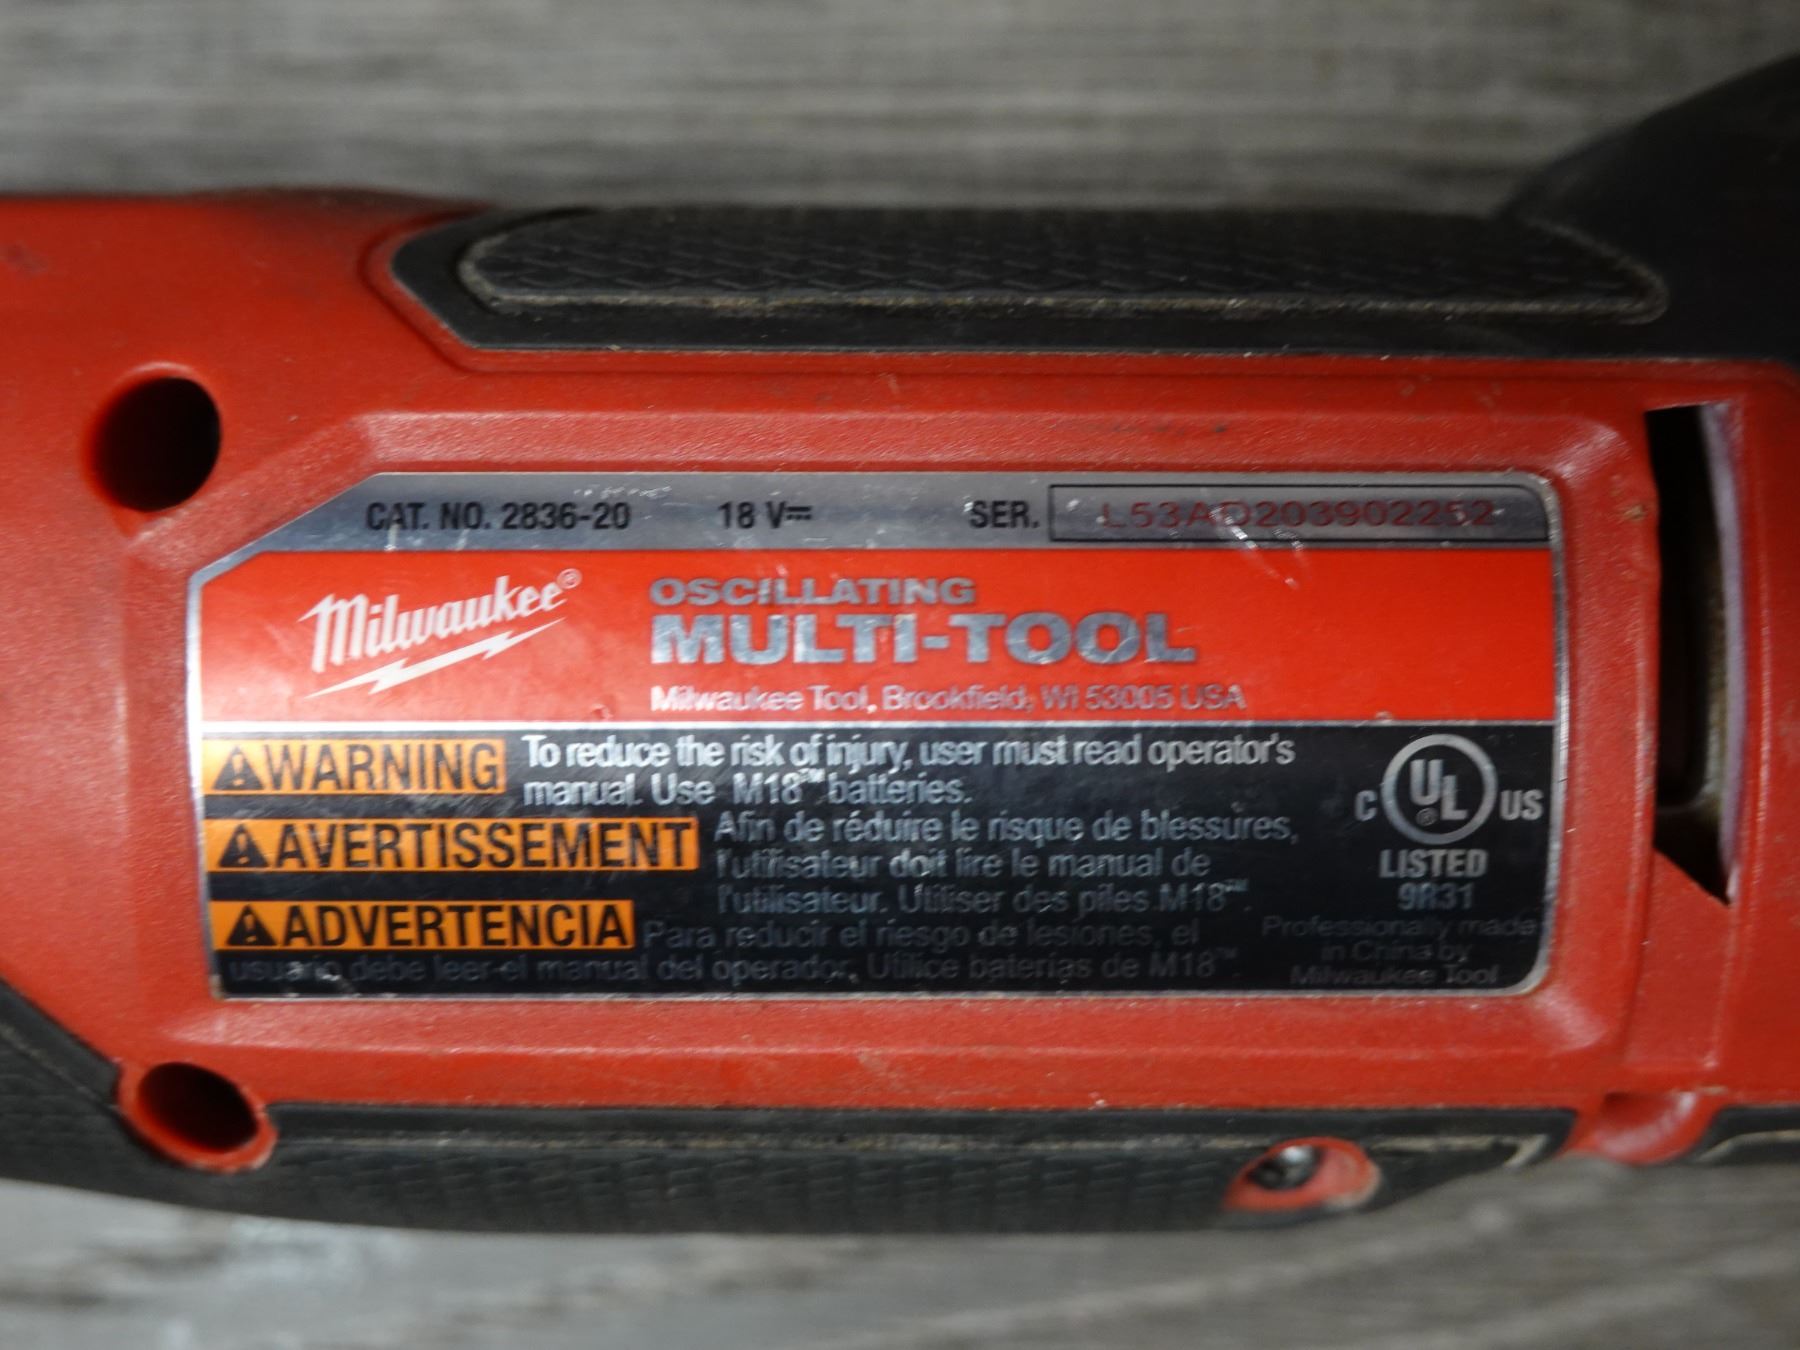 CAT. NO. 2836-20 18 V⎓ SER. L53AD203902252
Milwaukee®
OSCILLATING
MULTI-TOOL
Milwaukee Tool, Brookfield, WI 53005 USA
⚠WARNING To reduce the risk of injury, user must read operator's
manual. Use M18™ batteries.
⚠AVERTISSEMENT Afin de réduire le risque de blessures,
l'utilisateur doit lire le manual de
l'utilisateur. Utiliser des piles M18™.
⚠ADVERTENCIA Para reducir el riesgo de lesiones, el
usuario debe leer el manual del operador. Utilice baterías de M18™.
C UL® US
LISTED
9R31
Professionally made
in China by
Milwaukee Tool